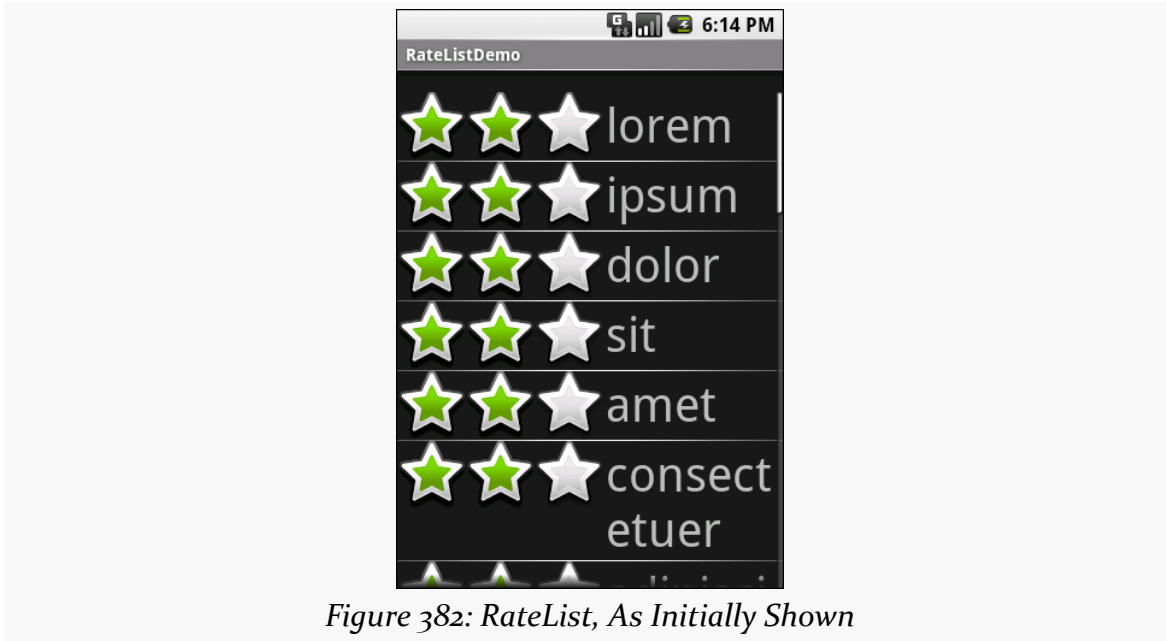 6:14 PM
RateListDemo
lorem
ipsum
dolor
sit
amet
consect
etuer
Figure 382: RateList, As Initially Shown